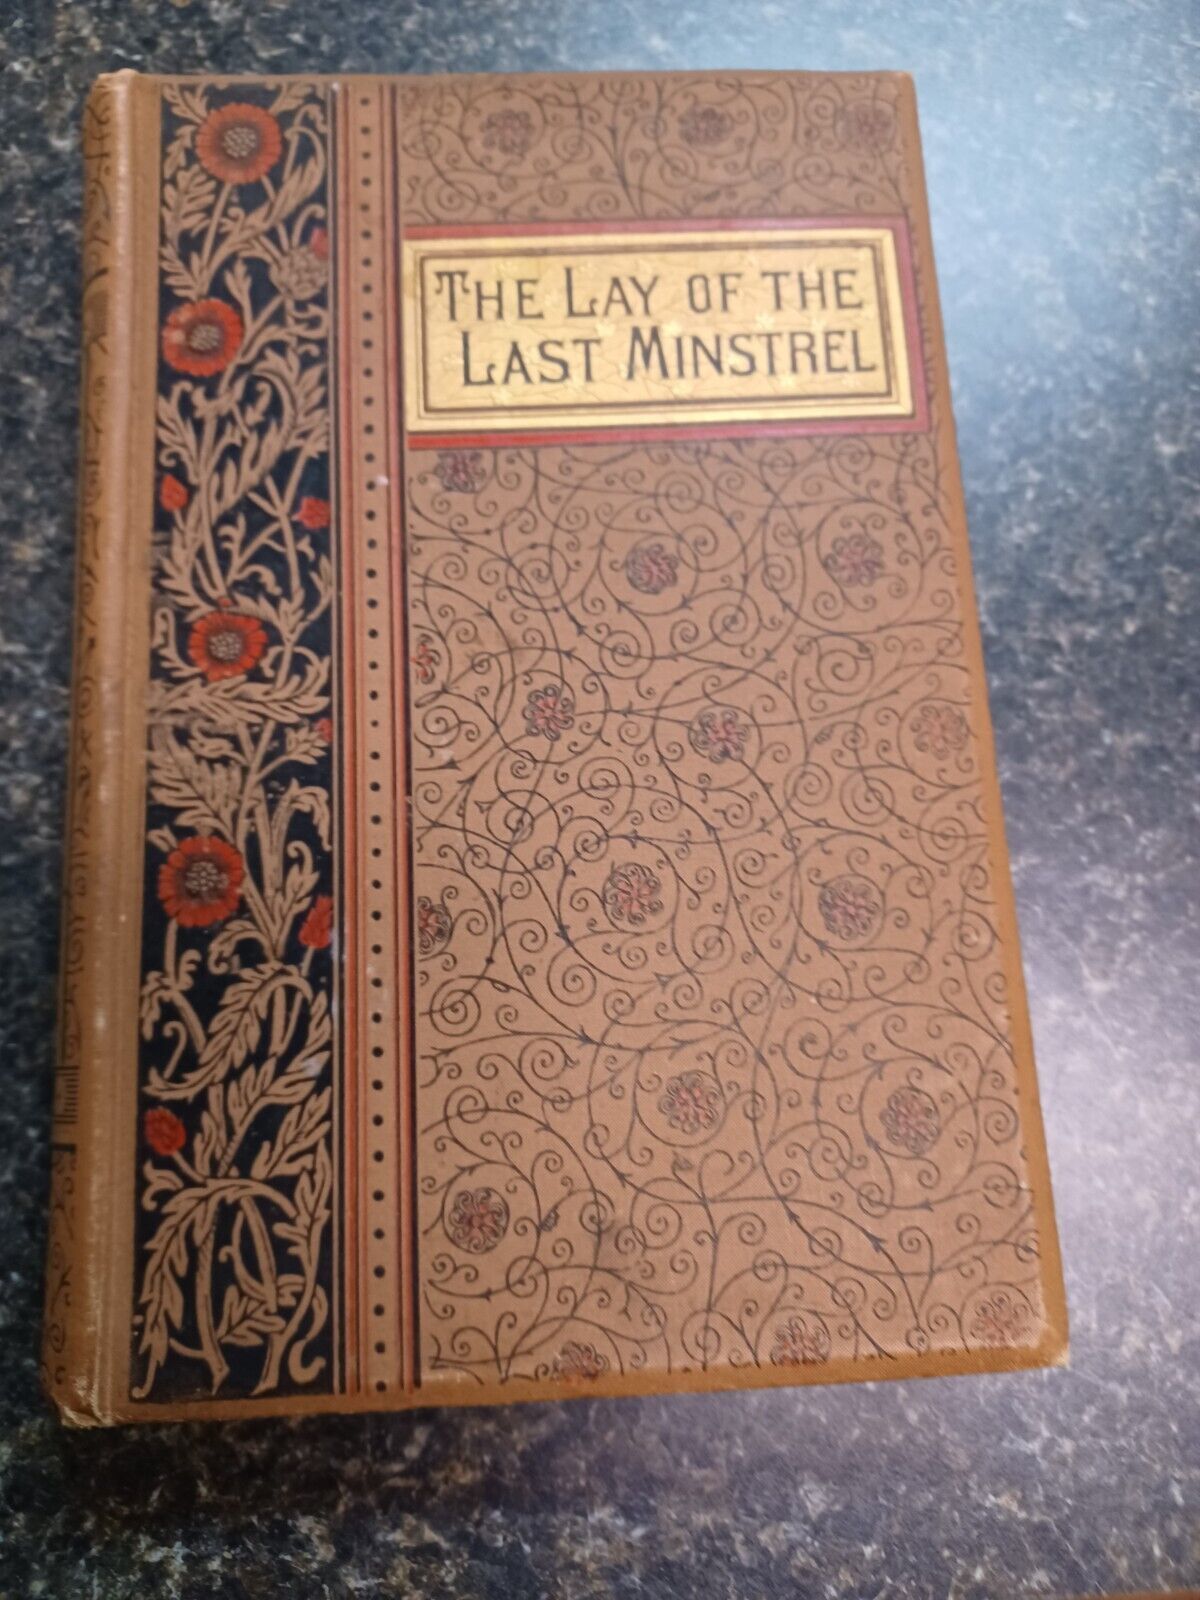 THE LAY OF THE
LAST MINSTREL